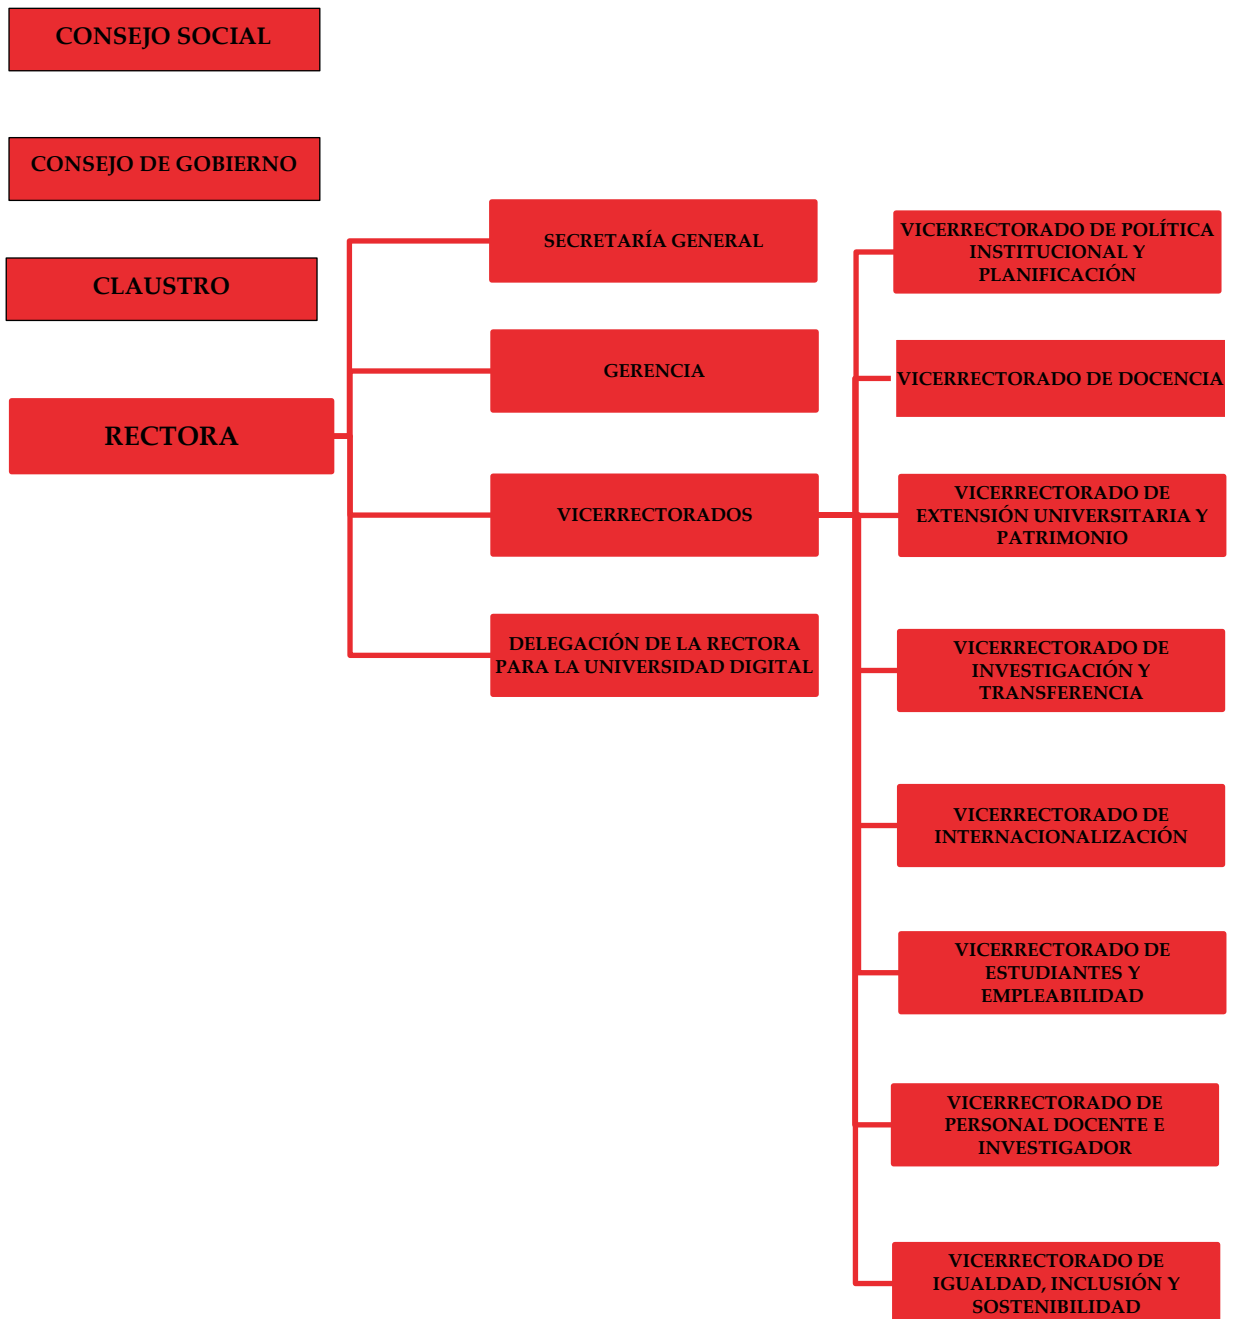 CONSEJO SOCIAL
CONSEJO DE GOBIERNO
CLAUSTRO
RECTORA
SECRETARÍA GENERAL
GERENCIA
VICERRECTORADOS
DELEGACIÓN DE LA RECTORA
PARA LA UNIVERSIDAD DIGITAL
VICERRECTORADO DE POLÍTICA
INSTITUCIONAL Y
PLANIFICACIÓN
VICERRECTORADO DE DOCENCIA
VICERRECTORADO DE
EXTENSIÓN UNIVERSITARIA Y
PATRIMONIO
VICERRECTORADO DE
INVESTIGACIÓN Y
TRANSFERENCIA
VICERRECTORADO DE
INTERNACIONALIZACIÓN
VICERRECTORADO DE
ESTUDIANTES Y
EMPLEABILIDAD
VICERRECTORADO DE
PERSONAL DOCENTE E
INVESTIGADOR
VICERRECTORADO DE
IGUALDAD, INCLUSIÓN Y
SOSTENIBILIDAD